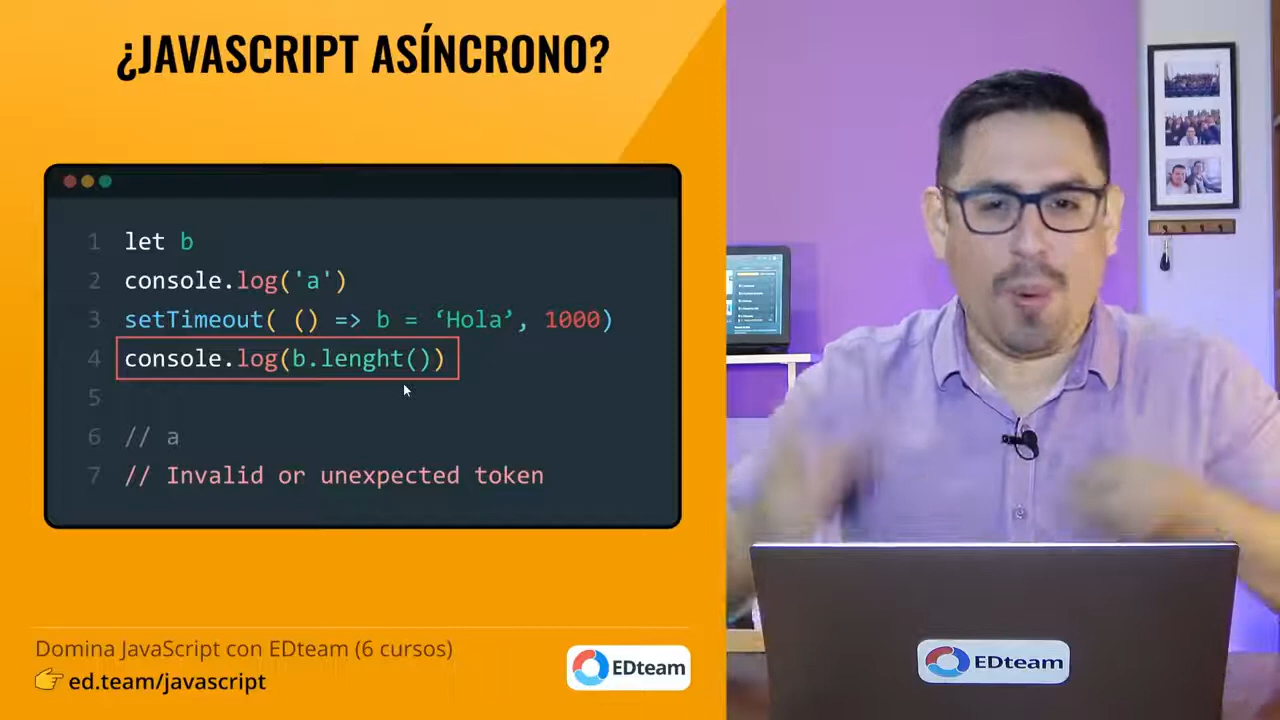 ¿JAVASCRIPT ASÍNCRONO?
1 let b
2 console.log('a')
3 setTimeout( () => b = ‘Hola’, 1000)
4 console.log(b.lenght())
5
6 // a
7 // Invalid or unexpected token
Domina JavaScript con EDteam (6 cursos)
👉 ed.team/javascript
EDteam
EDteam